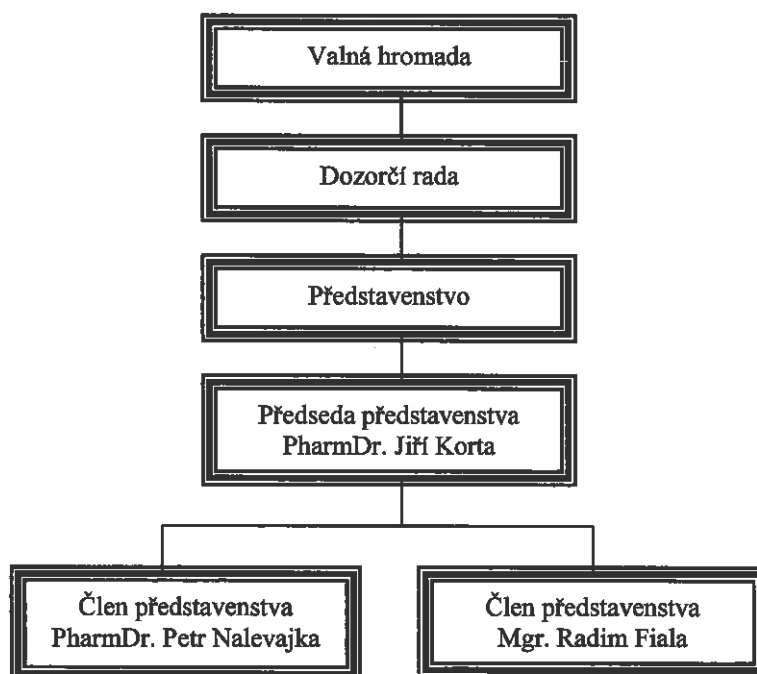 Valná hromada
Dozorčí rada
Představenstvo
Předseda představenstva
PharmDr. Jiří Korta
Člen představenstva
PharmDr. Petr Nalevajka
Člen představenstva
Mgr. Radim Fiala